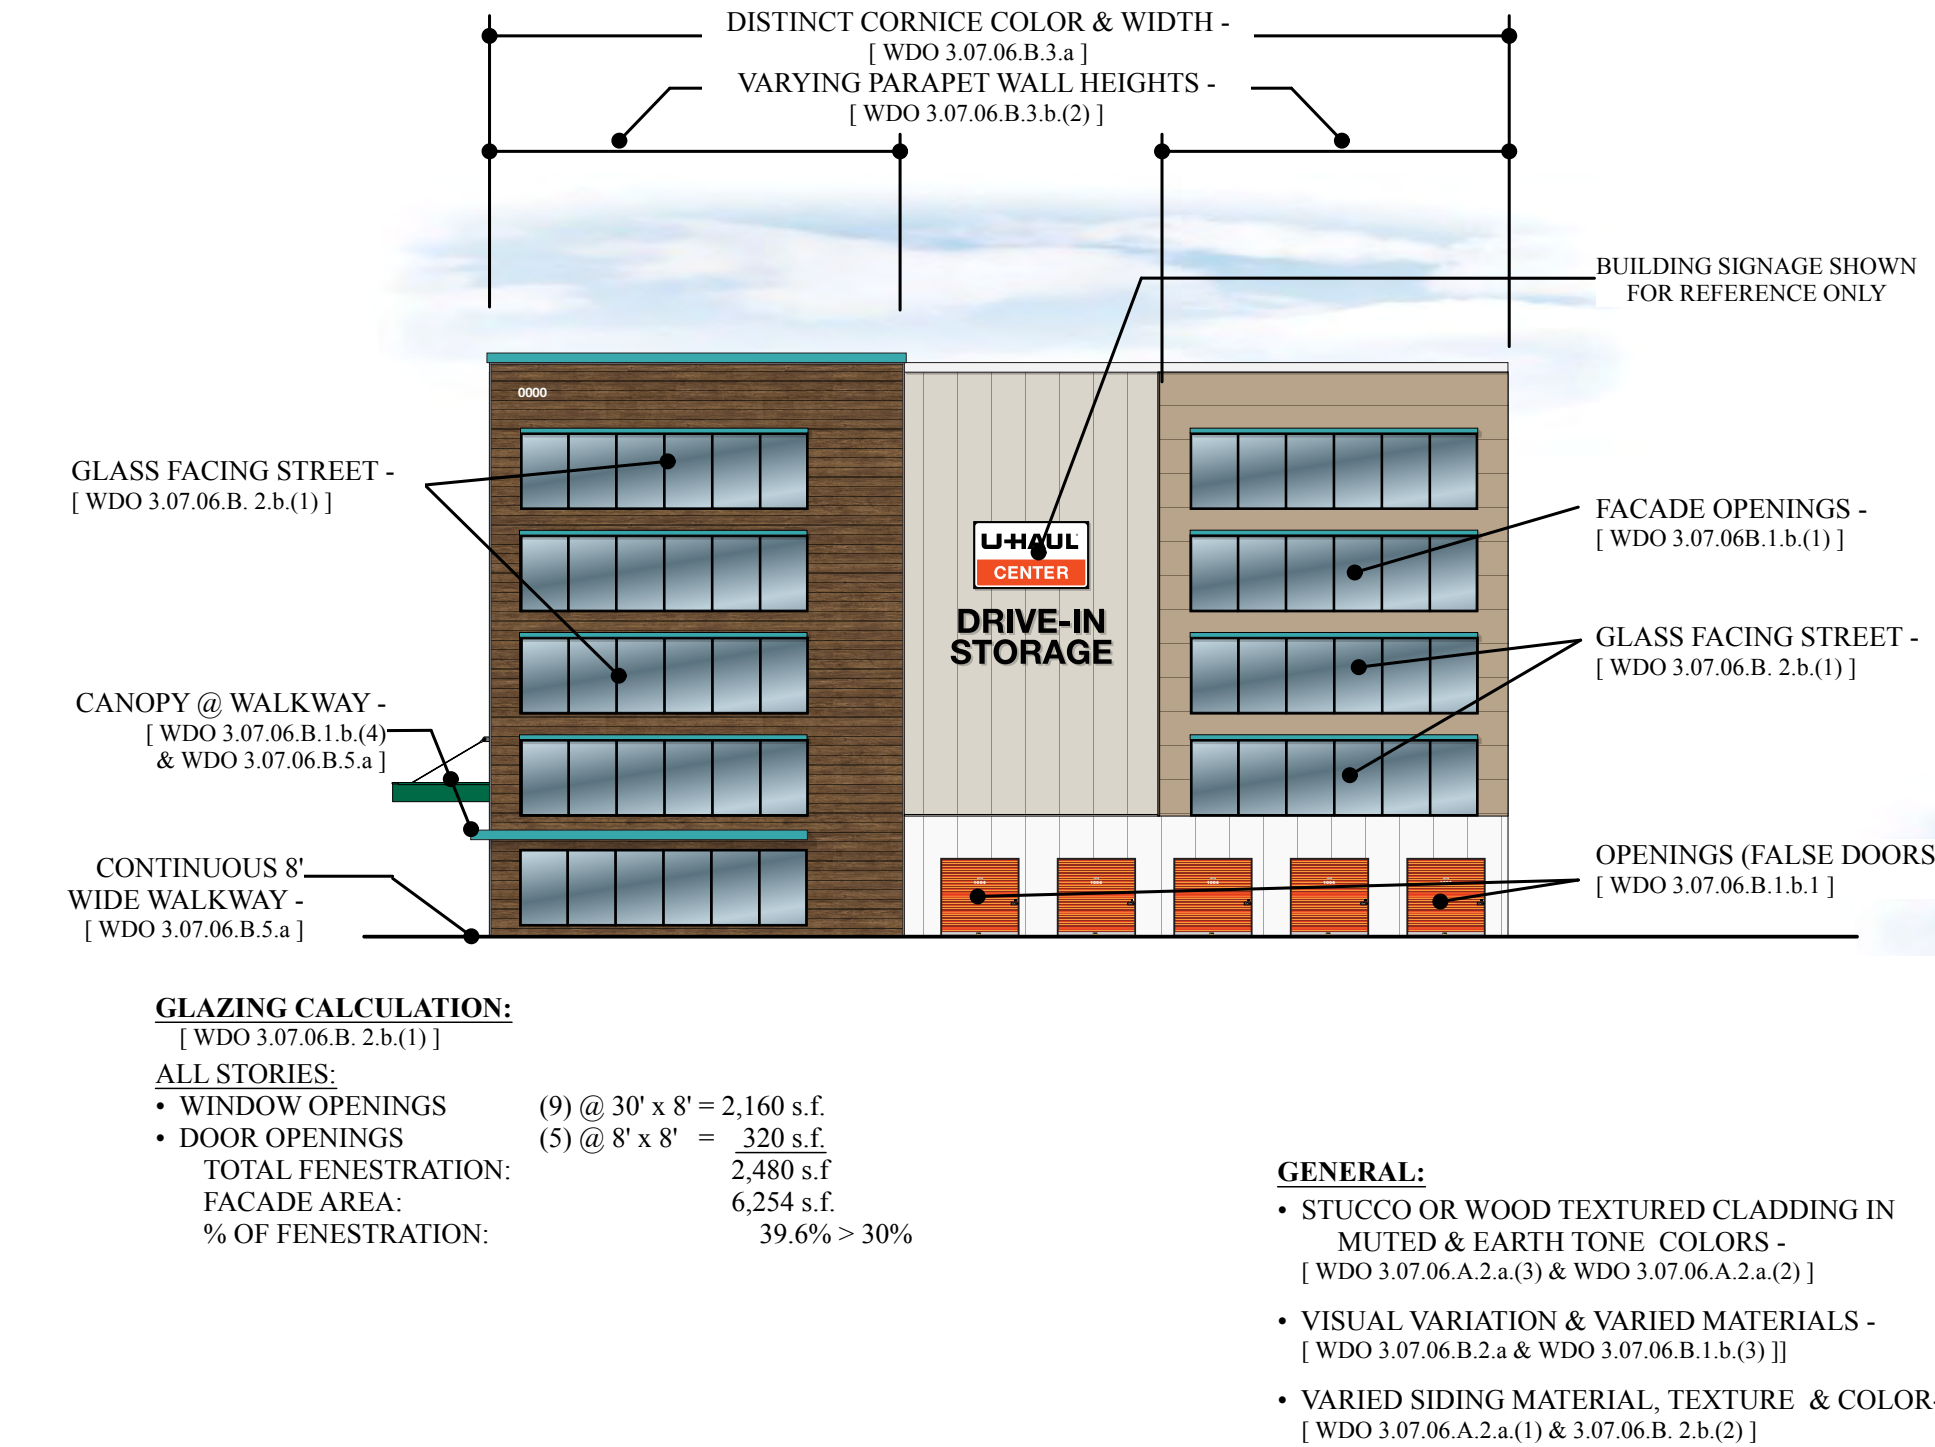 DISTINCT CORNICE COLOR & WIDTH -
[ WDO 3.07.06.B.3.a ]
VARYING PARAPET WALL HEIGHTS -
[ WDO 3.07.06.B.3.b.(2) ]
BUILDING SIGNAGE SHOWN
FOR REFERENCE ONLY
0000
GLASS FACING STREET -
[ WDO 3.07.06.B. 2.b.(1) ]
U-HAUL
CENTER
DRIVE-IN
STORAGE
FACADE OPENINGS -
[ WDO 3.07.06B.1.b.(1) ]
GLASS FACING STREET -
[ WDO 3.07.06.B. 2.b.(1) ]
CANOPY @ WALKWAY -
[ WDO 3.07.06.B.1.b.(4)
& WDO 3.07.06.B.5.a ]
CONTINUOUS 8'
WIDE WALKWAY -
[ WDO 3.07.06.B.5.a ]
OPENINGS (FALSE DOORS
[ WDO 3.07.06.B.1.b.1 ]
GLAZING CALCULATION:
[ WDO 3.07.06.B. 2.b.(1) ]
ALL STORIES:
• WINDOW OPENINGS (9) @ 30' x 8' = 2,160 s.f.
• DOOR OPENINGS (5) @ 8' x 8' = 320 s.f.
TOTAL FENESTRATION: 2,480 s.f
FACADE AREA: 6,254 s.f.
% OF FENESTRATION: 39.6% > 30%
GENERAL:
• STUCCO OR WOOD TEXTURED CLADDING IN
MUTED & EARTH TONE COLORS -
[ WDO 3.07.06.A.2.a.(3) & WDO 3.07.06.A.2.a.(2) ]
• VISUAL VARIATION & VARIED MATERIALS -
[ WDO 3.07.06.B.2.a & WDO 3.07.06.B.1.b.(3) ]]
• VARIED SIDING MATERIAL, TEXTURE & COLOR-
[ WDO 3.07.06.A.2.a.(1) & 3.07.06.B. 2.b.(2) ]